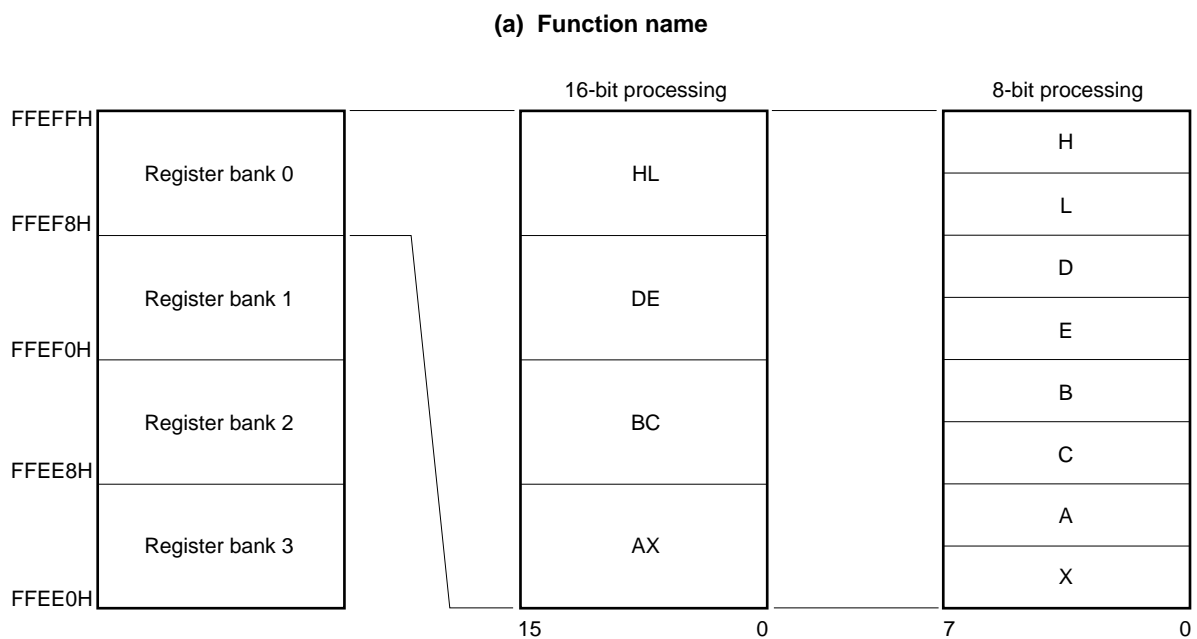 (a) Function name
16-bit processing
8-bit processing
FFEFFH
Register bank 0
HL
H
L
FFEF8H
Register bank 1
DE
D
E
FFEF0H
Register bank 2
BC
B
C
FFEE8H
Register bank 3
AX
A
X
FFEE0H
15 0
7 0